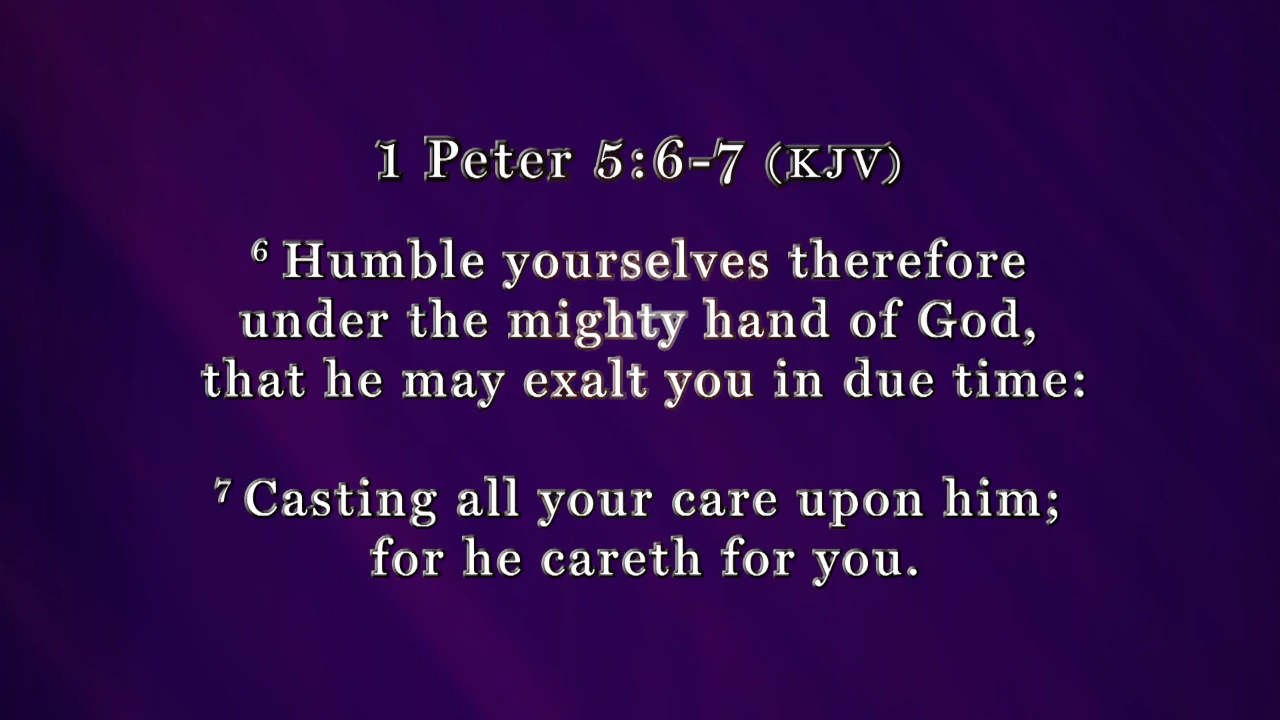 1 Peter 5:6-7 (KJV)
⁶ Humble yourselves therefore
under the mighty hand of God,
that he may exalt you in due time:
⁷ Casting all your care upon him;
for he careth for you.